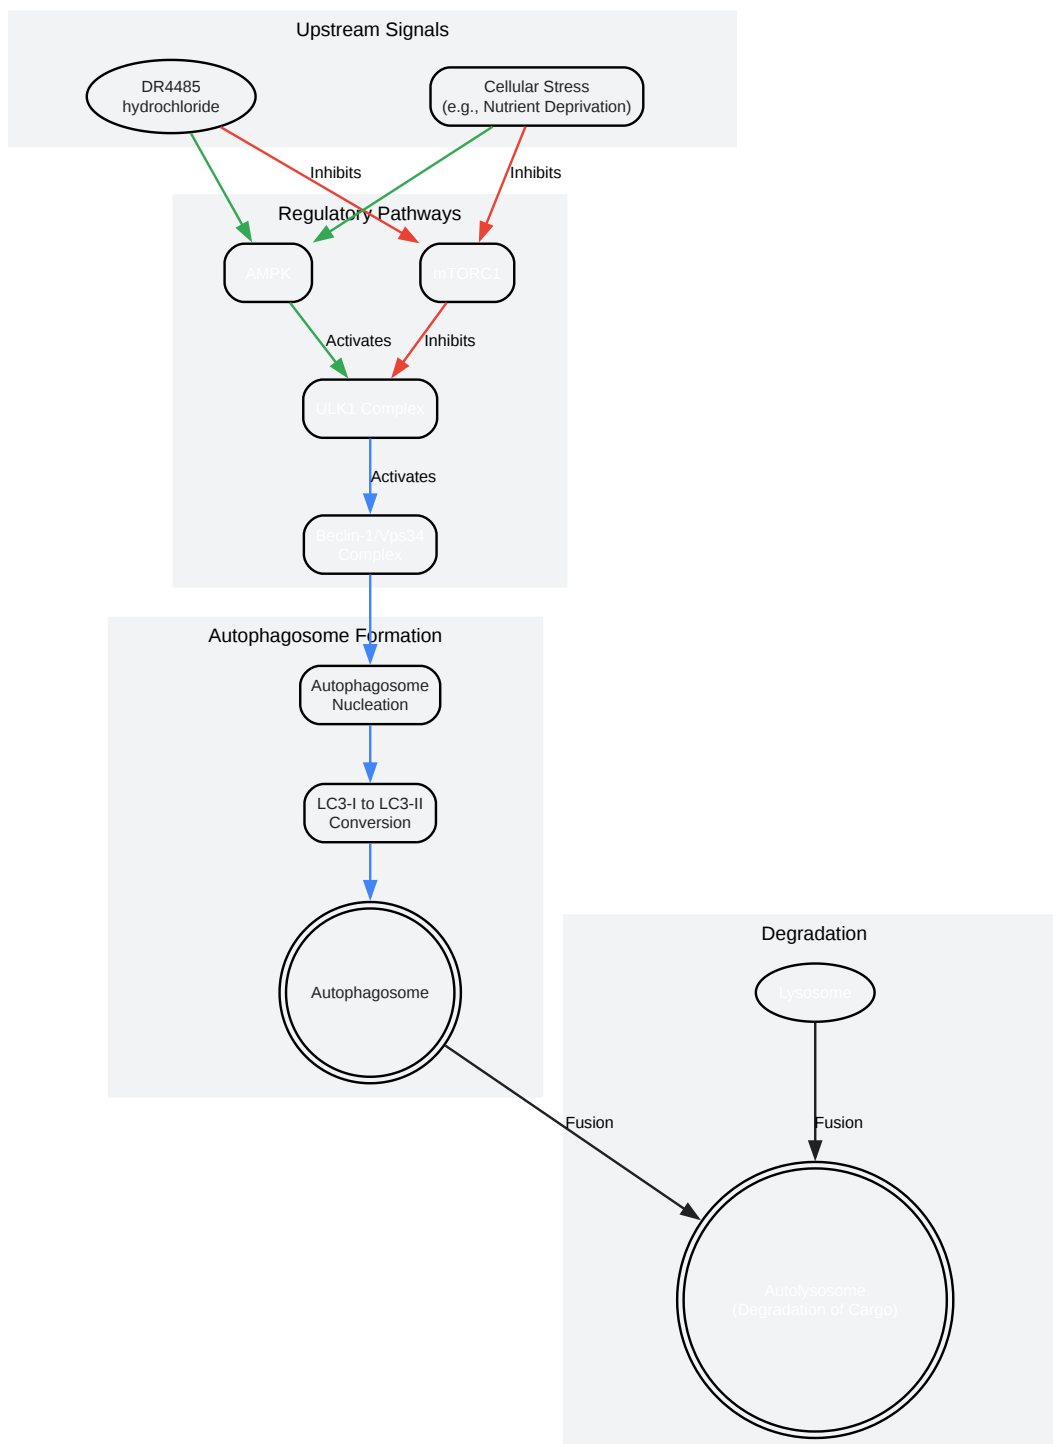 Upstream Signals
DR4485
hydrochloride
Cellular Stress
(e.g., Nutrient Deprivation)
Inhibits
Inhibits
Regulatory Pathways
AMPK
mTORC1
Activates
Inhibits
ULK1 Complex
Activates
Beclin-1/Vps34
Complex
Autophagosome Formation
Autophagosome
Nucleation
LC3-I to LC3-II
Conversion
Autophagosome
Degradation
Lysosome
Fusion
Fusion
Autolysosome
(Degradation of Cargo)